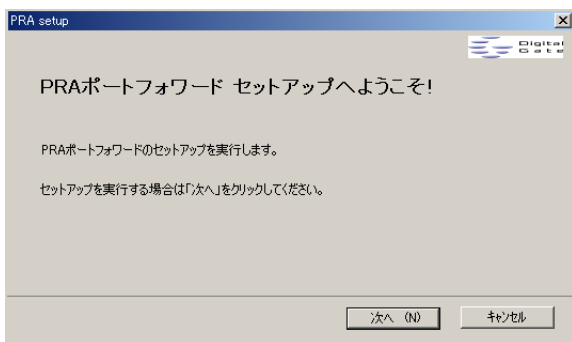 PRA setup
Digital
Gate
PRAポートフォワード セットアップへようこそ!
PRAポートフォワードのセットアップを実行します。
セットアップを実行する場合は「次へ」をクリックしてください。
次へ (N)
キャンセル